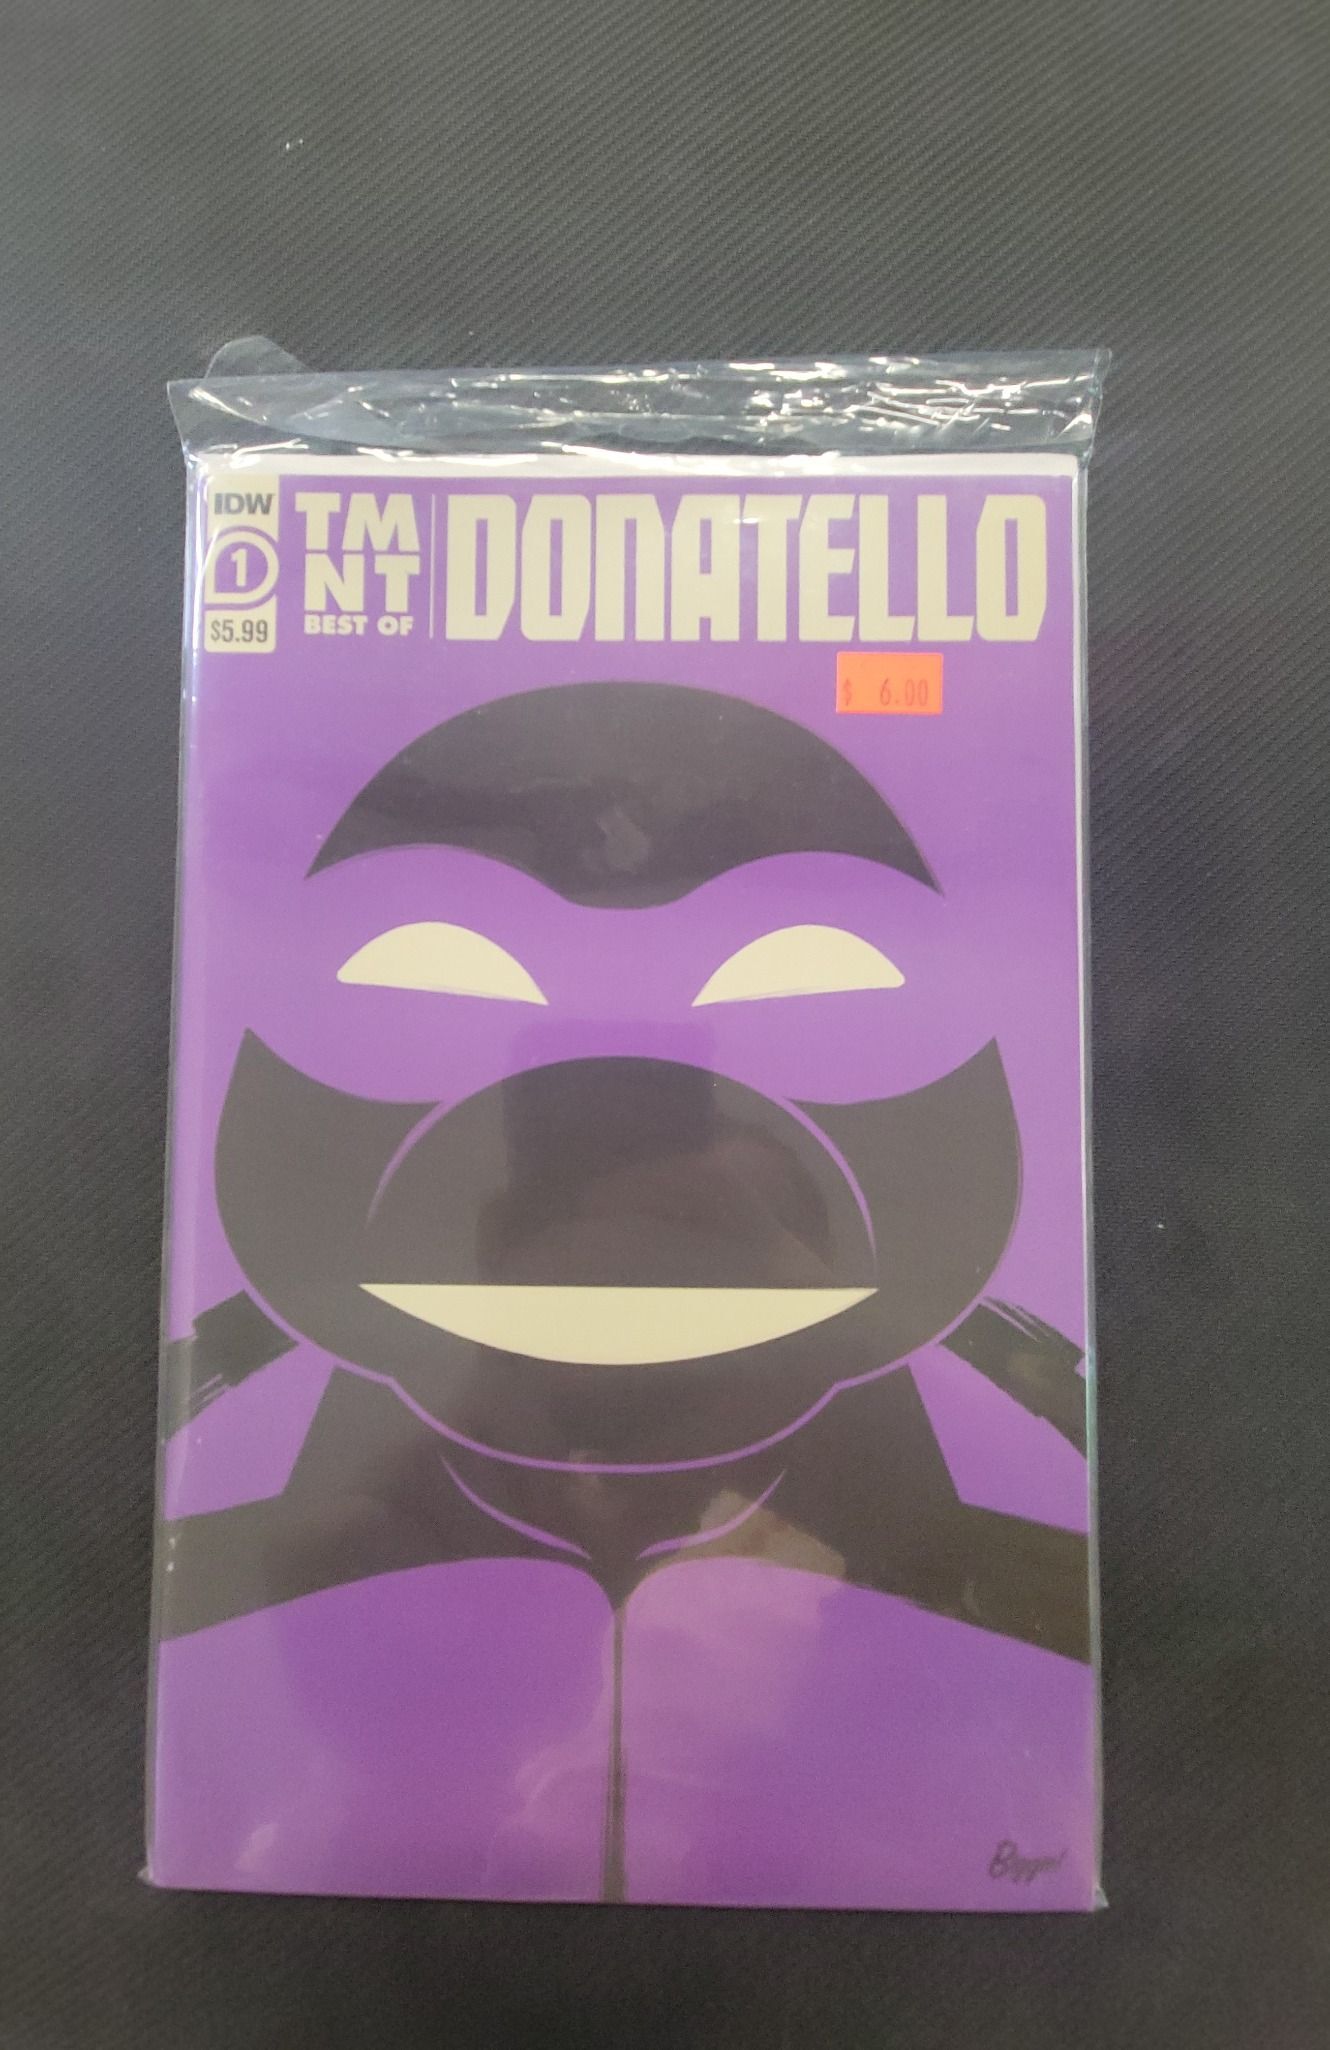 IDW
1
$5.99
TM
NT
BEST OF
DONATELLO
$ 6.00